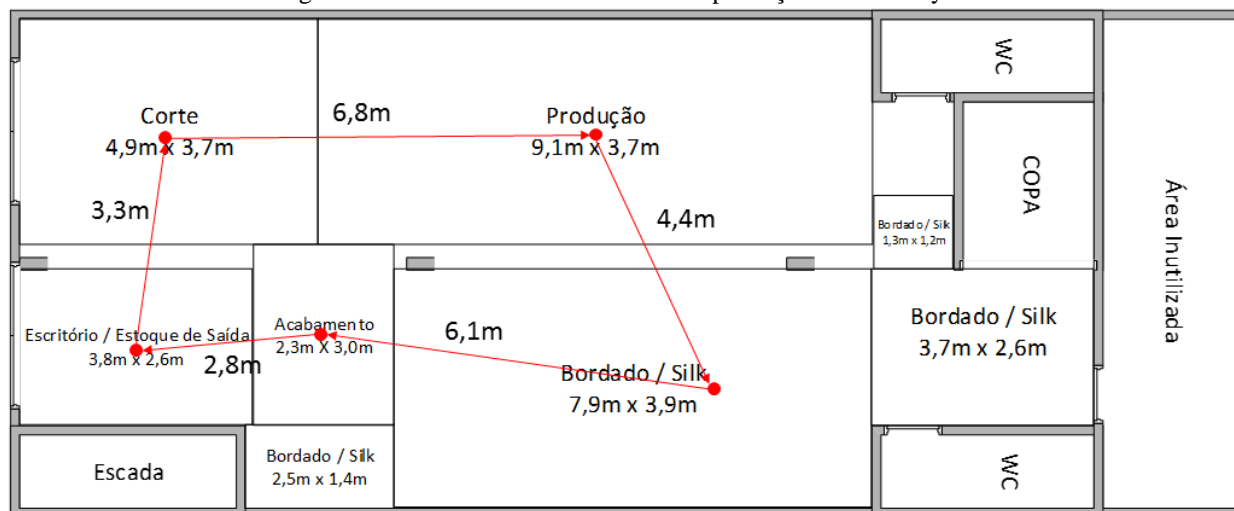 WC
Corte
4,9m x 3,7m
6,8m
Produção
9,1m x 3,7m
COPA
Área Inutilizada
3,3m
4,4m
Bordado / Silk
1,3m x 1,2m
Escritório / Estoque de Saída
3,8m x 2,6m
2,8m
Acabamento
2,3m X 3,0m
6,1m
Bordado / Silk
7,9m x 3,9m
Bordado / Silk
3,7m x 2,6m
Escada
Bordado / Silk
2,5m x 1,4m
WC